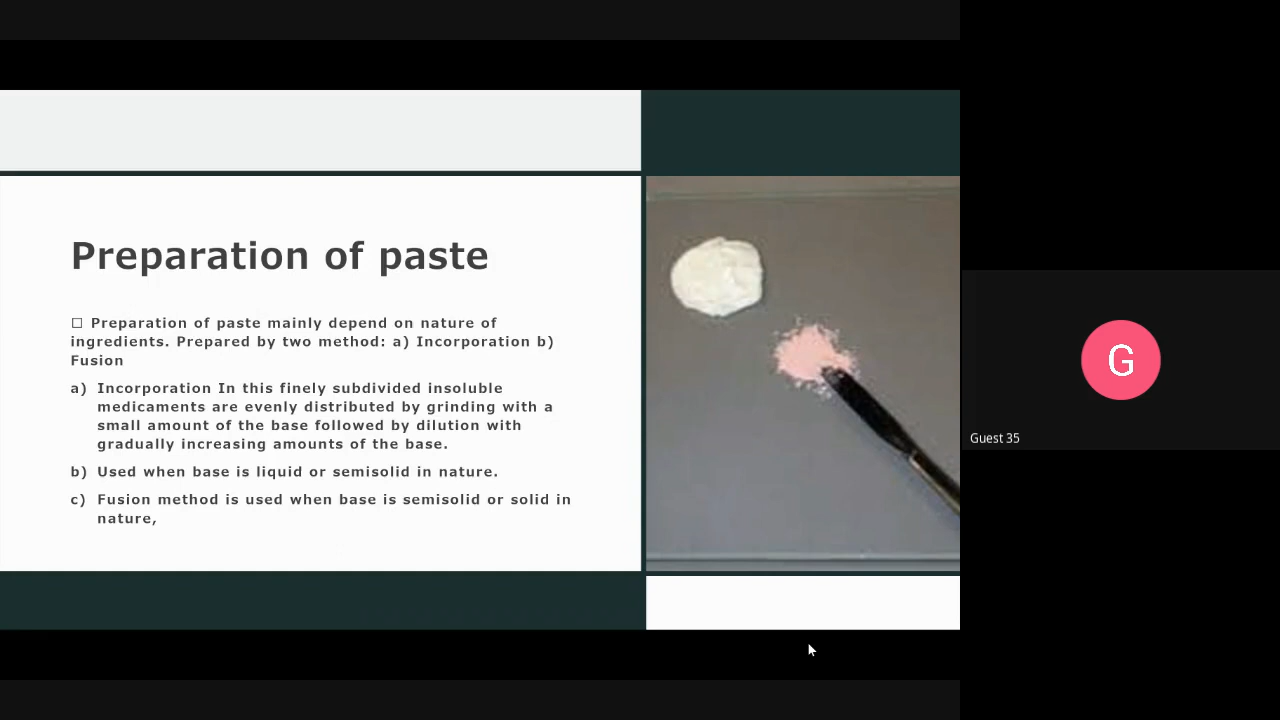 Preparation of paste
☐ Preparation of paste mainly depend on nature of
ingredients. Prepared by two method: a) Incorporation b)
Fusion
a) Incorporation In this finely subdivided insoluble
medicaments are evenly distributed by grinding with a
small amount of the base followed by dilution with
gradually increasing amounts of the base.
b) Used when base is liquid or semisolid in nature.
c) Fusion method is used when base is semisolid or solid in
nature,
G
Guest 35